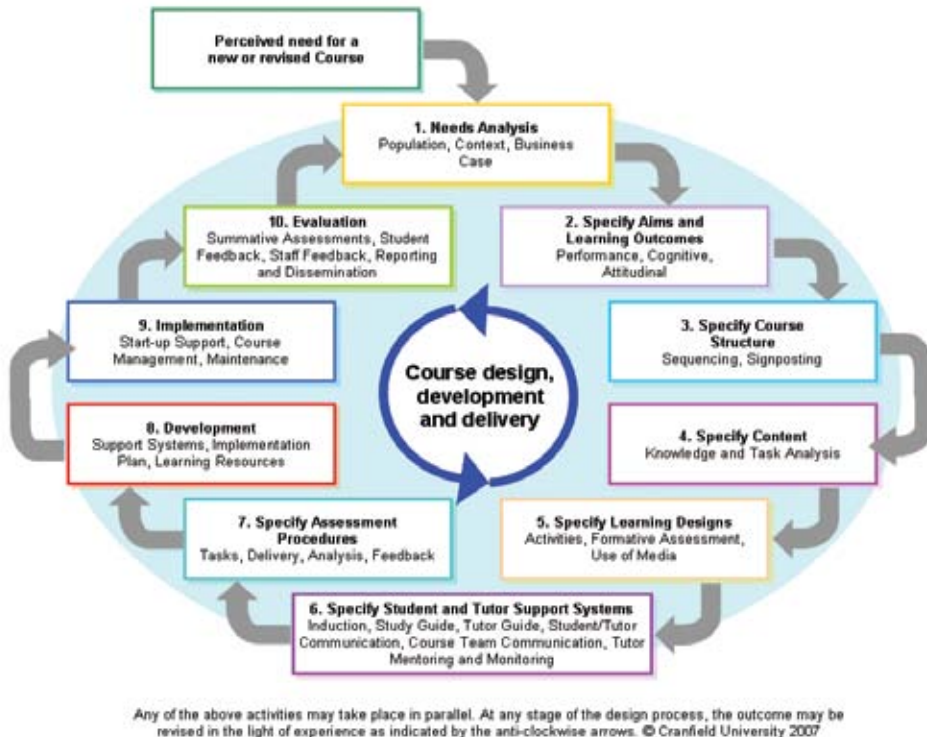 Perceived need for a
new or revised Course
1. Needs Analysis
Population, Context, Business
Case
2. Specify Aims and
Learning Outcomes
Performance, Cognitive,
Attitudinal
3. Specify Course
Structure
Sequencing, Signposting
4. Specify Content
Knowledge and Task Analysis
5. Specify Learning Designs
Activities, Formative Assessment,
Use of Media
6. Specify Student and Tutor Support Systems
Induction, Study Guide, Tutor Guide, Student/Tutor
Communication, Course Team Communication, Tutor
Mentoring and Monitoring
7. Specify Assessment
Procedures
Tasks, Delivery, Analysis, Feedback
8. Development
Support Systems, Implementation
Plan, Learning Resources
9. Implementation
Start-up Support, Course
Management, Maintenance
10. Evaluation
Summative Assessments, Student
Feedback, Staff Feedback, Reporting
and Dissemination
Course design,
development
and delivery
Any of the above activities may take place in parallel. At any stage of the design process, the outcome may be
revised in the light of experience as indicated by the anti-clockwise arrows. © Cranfield University 2007